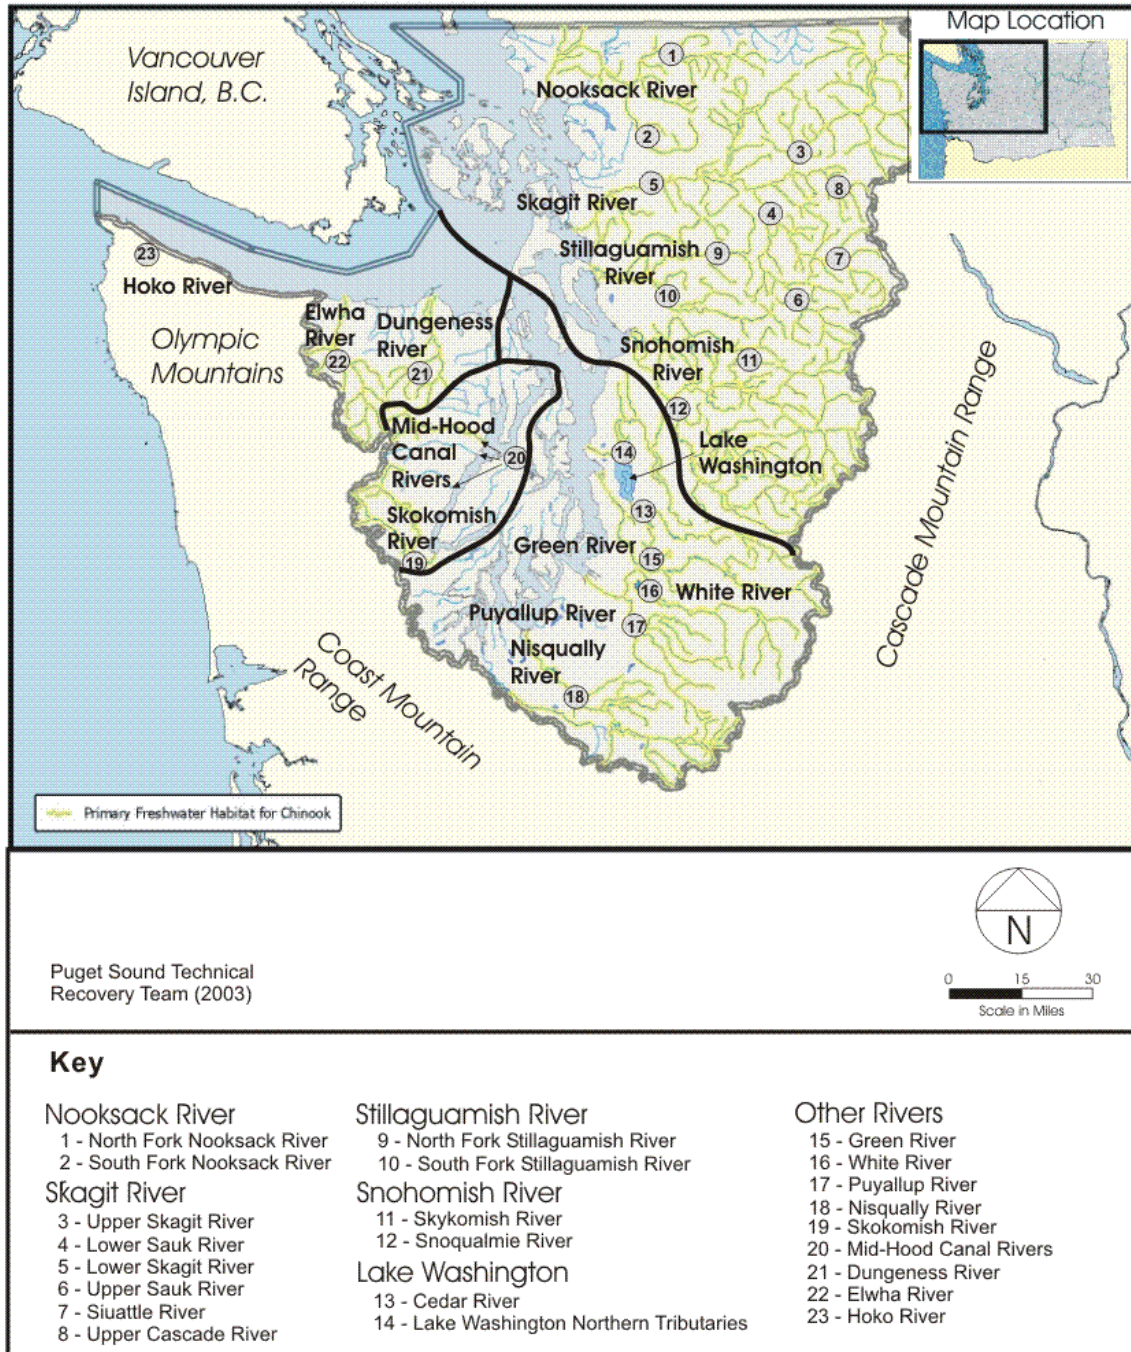 Map Location
Vancouver
Island, B.C.
1
Nooksack River
2
3
5
8
Skagit River
4
Stillaguamish
River
9
7
10
6
23
Hoko River
Elwha
River
22
Dungeness
River
21
Olympic
Mountains
Snohomish
River
11
12
Mid-Hood
Canal
Rivers
20
14
Lake
Washington
Skokomish
River
19
13
Green River
15
16
White River
Puyallup River
17
Nisqually
River
18
Cascade Mountain Range
Coast Mountain
Range
Primary Freshwater Habitat for Chinook
Puget Sound Technical
Recovery Team (2003)
N
0 15 30
Scale in Miles
Key
Nooksack River
1 - North Fork Nooksack River
2 - South Fork Nooksack River
Skagit River
3 - Upper Skagit River
4 - Lower Sauk River
5 - Lower Skagit River
6 - Upper Sauk River
7 - Siuattle River
8 - Upper Cascade River
Stillaguamish River
9 - North Fork Stillaguamish River
10 - South Fork Stillaguamish River
Snohomish River
11 - Skykomish River
12 - Snoqualmie River
Lake Washington
13 - Cedar River
14 - Lake Washington Northern Tributaries
Other Rivers
15 - Green River
16 - White River
17 - Puyallup River
18 - Nisqually River
19 - Skokomish River
20 - Mid-Hood Canal Rivers
21 - Dungeness River
22 - Elwha River
23 - Hoko River